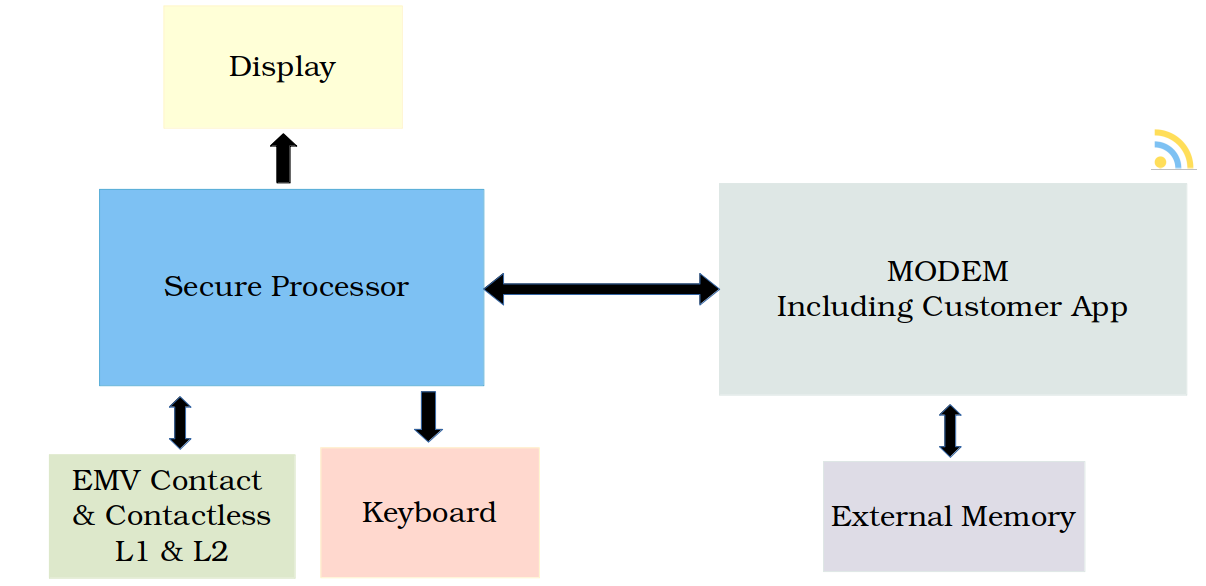 Display
Secure Processor
MODEM
Including Customer App
EMV Contact
& Contactless
L1 & L2
Keyboard
External Memory